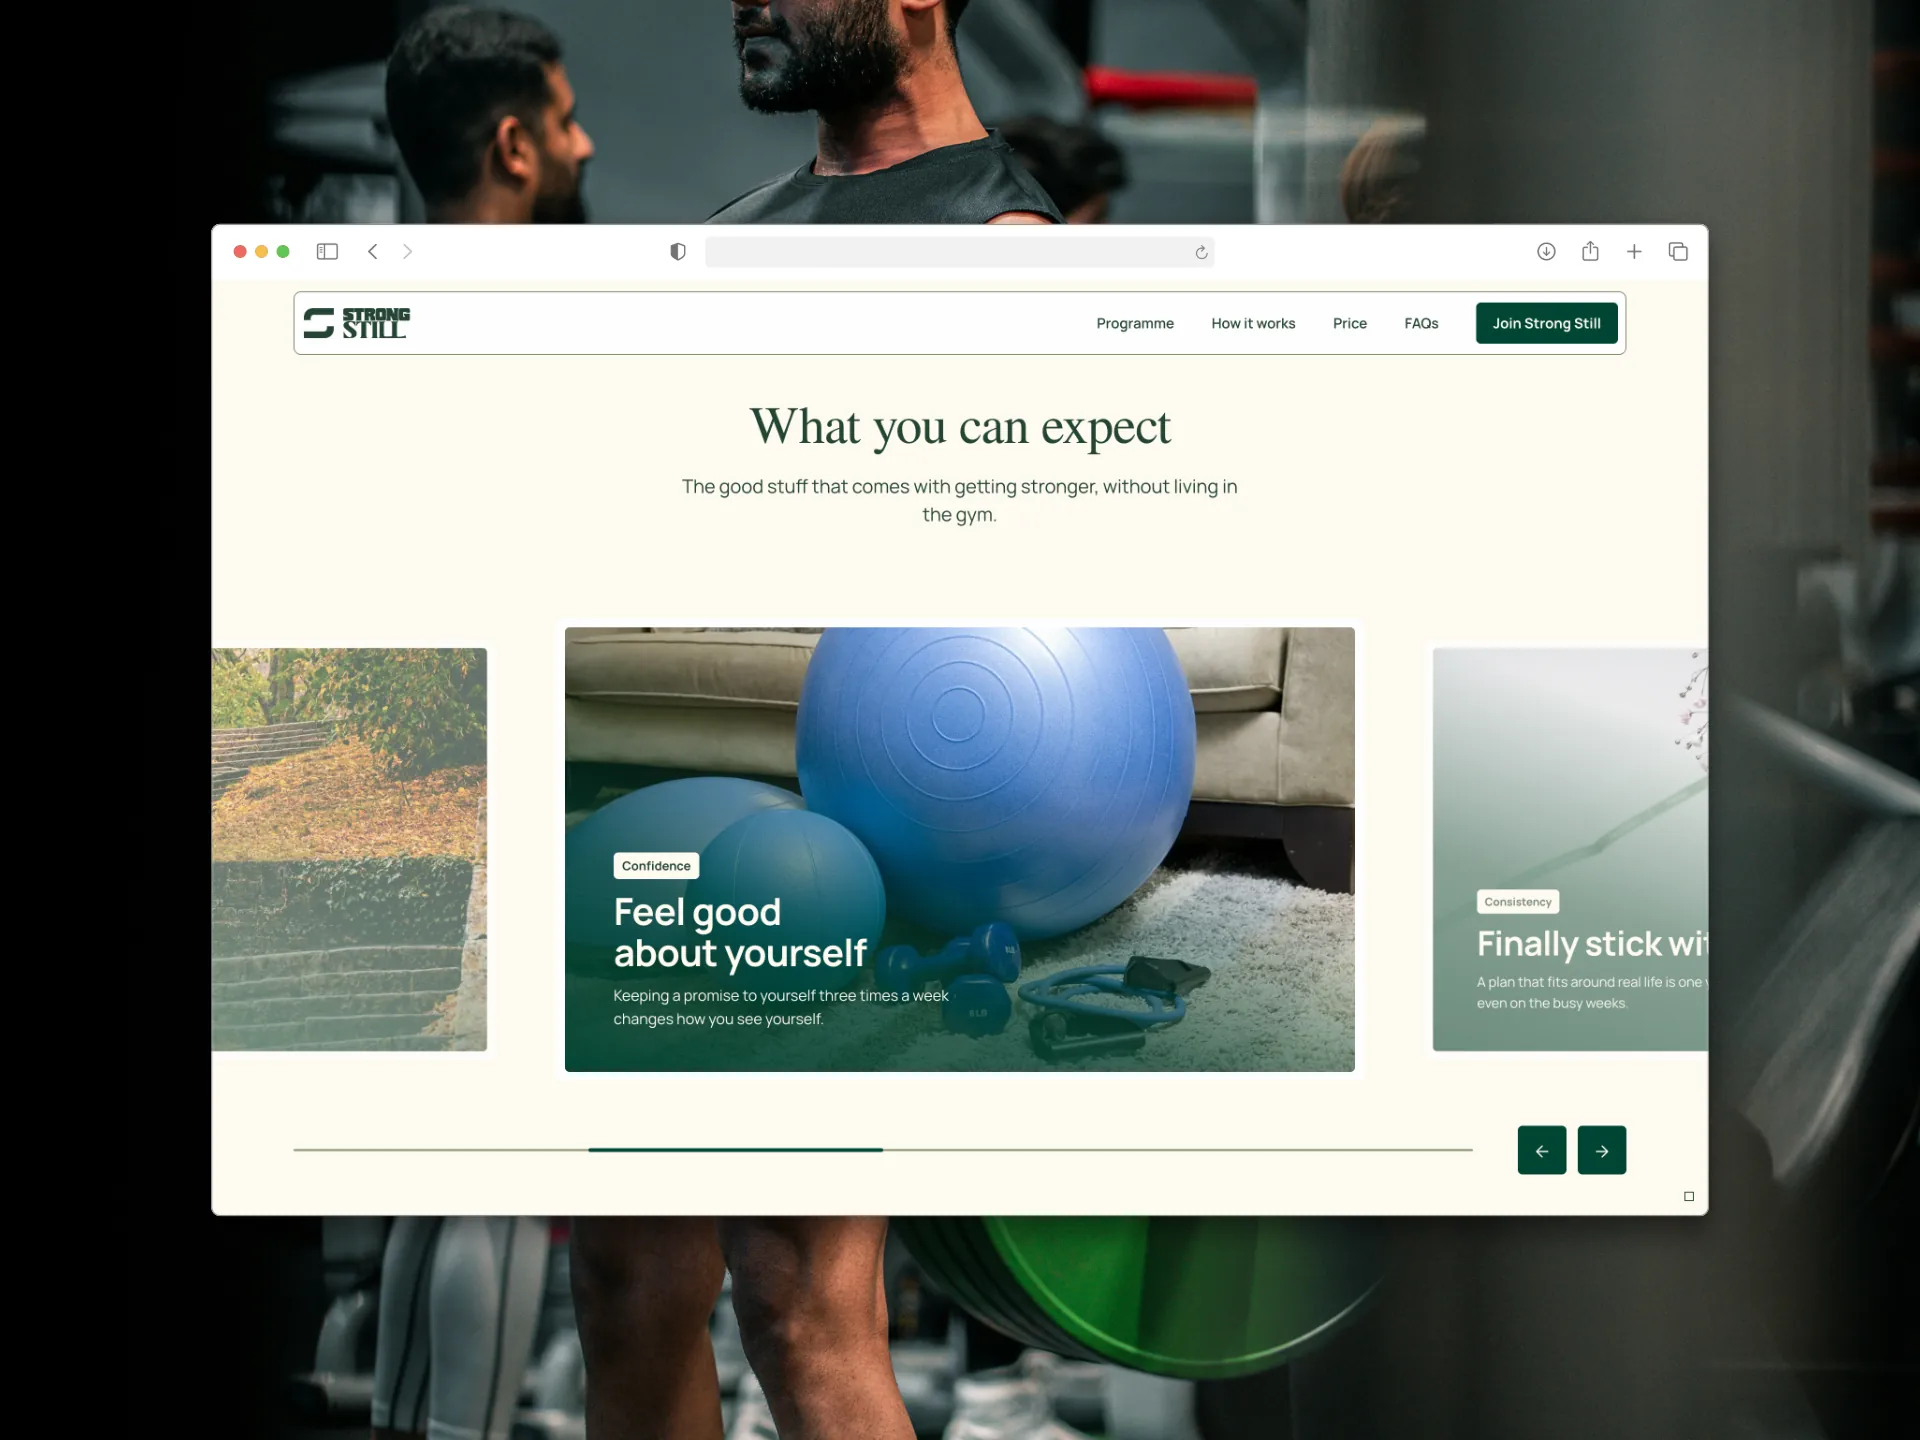 STRONG
STILL
Programme
How it works
Price
FAQs
Join Strong Still
What you can expect
The good stuff that comes with getting stronger, without living in
the gym.
Confidence
Feel good
about yourself
Keeping a promise to yourself three times a week
changes how you see yourself.
8LB
Consistency
Finally stick wi
A plan that fits around real life is one
even on the busy weeks.